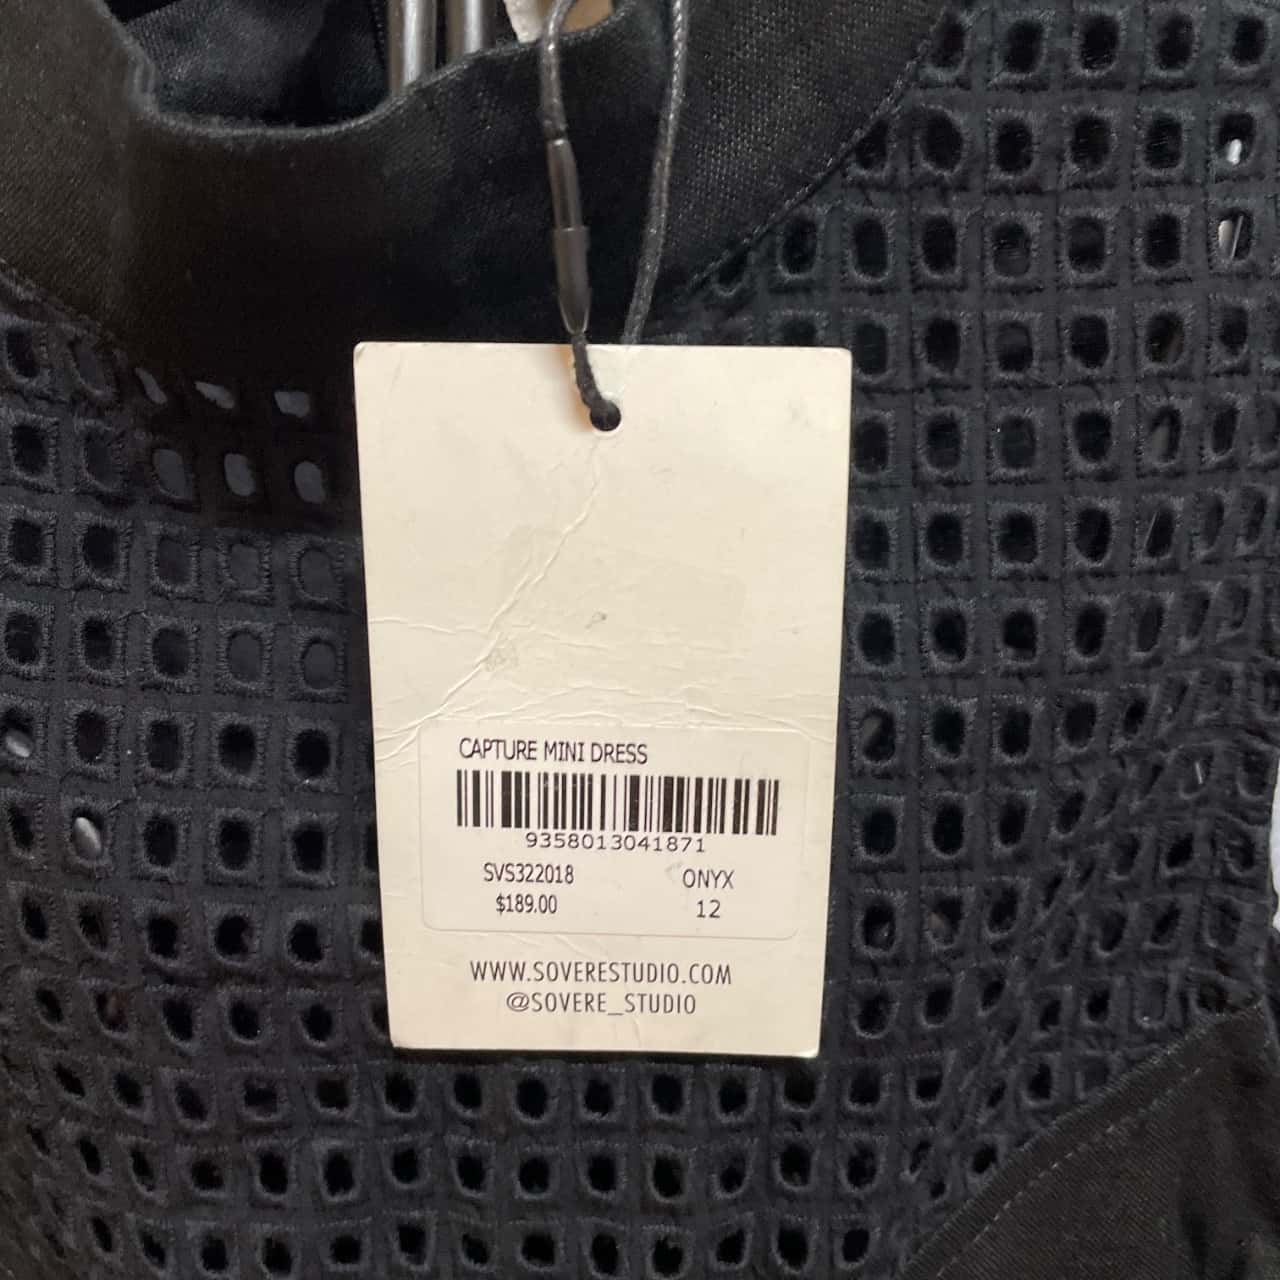 CAPTURE MINI DRESS
9358013041871
SVS322018 ONYX
$189.00 12
WWW.SOVERESTUDIO.COM
@SOVERE_STUDIO